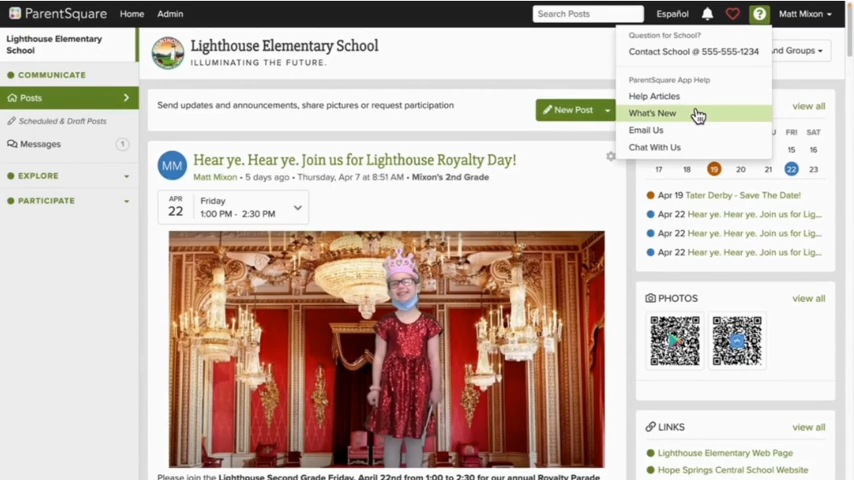 ParentSquare Home Admin Search Posts Español ? Matt Mixon
Lighthouse Elementary School
COMMUNICATE
Posts
Scheduled & Draft Posts
Messages 1
EXPLORE
PARTICIPATE
Lighthouse Elementary School
ILLUMINATING THE FUTURE.
Question for School?
Contact School @ 555-555-1234
ParentSquare App Help
Help Articles
What's New
Email Us
Chat With Us
And Groups
Send updates and announcements, share pictures or request participation
New Post
MM
Hear ye. Hear ye. Join us for Lighthouse Royalty Day!
Matt Mixon • 5 days ago • Thursday, Apr 7 at 8:51 AM • Mixon's 2nd Grade
APR
22
Friday
1:00 PM - 2:30 PM
Please join the Lighthouse Second Grade Friday, April 22nd from 1:00 to 2:30 for our annual Royalty Parade
view all
FRI SAT
15 16
17 18 19 20 21 22 23
Apr 19 Tater Derby - Save The Date!
Apr 22 Hear ye. Hear ye. Join us for Lig...
Apr 22 Hear ye. Hear ye. Join us for Lig...
Apr 22 Hear ye. Hear ye. Join us for Lig...
PHOTOS view all
LINKS view all
Lighthouse Elementary Web Page
Hope Springs Central School Website